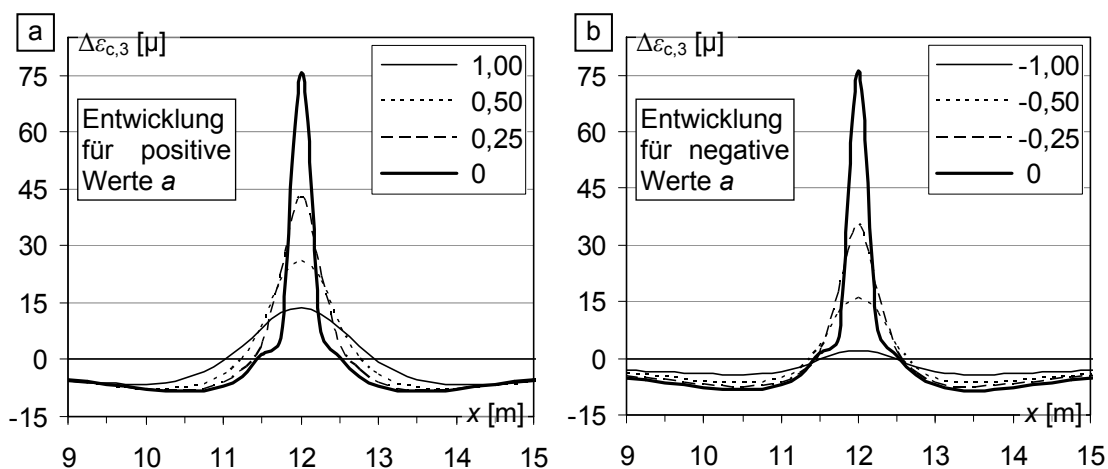 a
Δε_c,3 [µ]
1,00
0,50
0,25
0
Entwicklung
für positive
Werte a
75
60
45
30
15
0
-15
x [m]
9 10 11 12 13 14 15
b
Δε_c,3 [µ]
-1,00
-0,50
-0,25
0
Entwicklung
für negative
Werte a
75
60
45
30
15
0
-15
x [m]
9 10 11 12 13 14 15